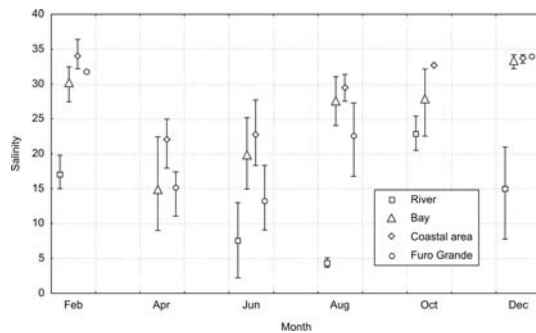 40
35
30
25
20
15
10
5
0
Salinity
River
Bay
Coastal area
Furo Grande
Feb Apr Jun Aug Oct Dec
Month